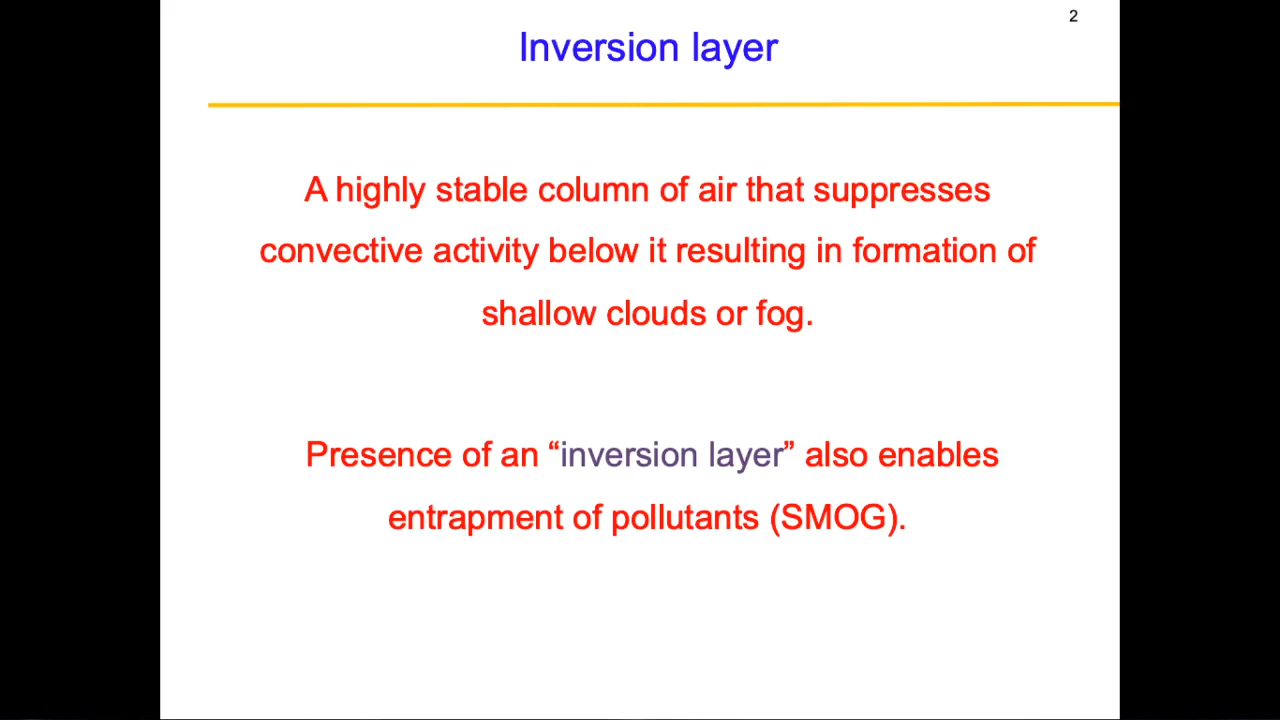 2
Inversion layer
A highly stable column of air that suppresses
convective activity below it resulting in formation of
shallow clouds or fog.
Presence of an “inversion layer” also enables
entrapment of pollutants (SMOG).